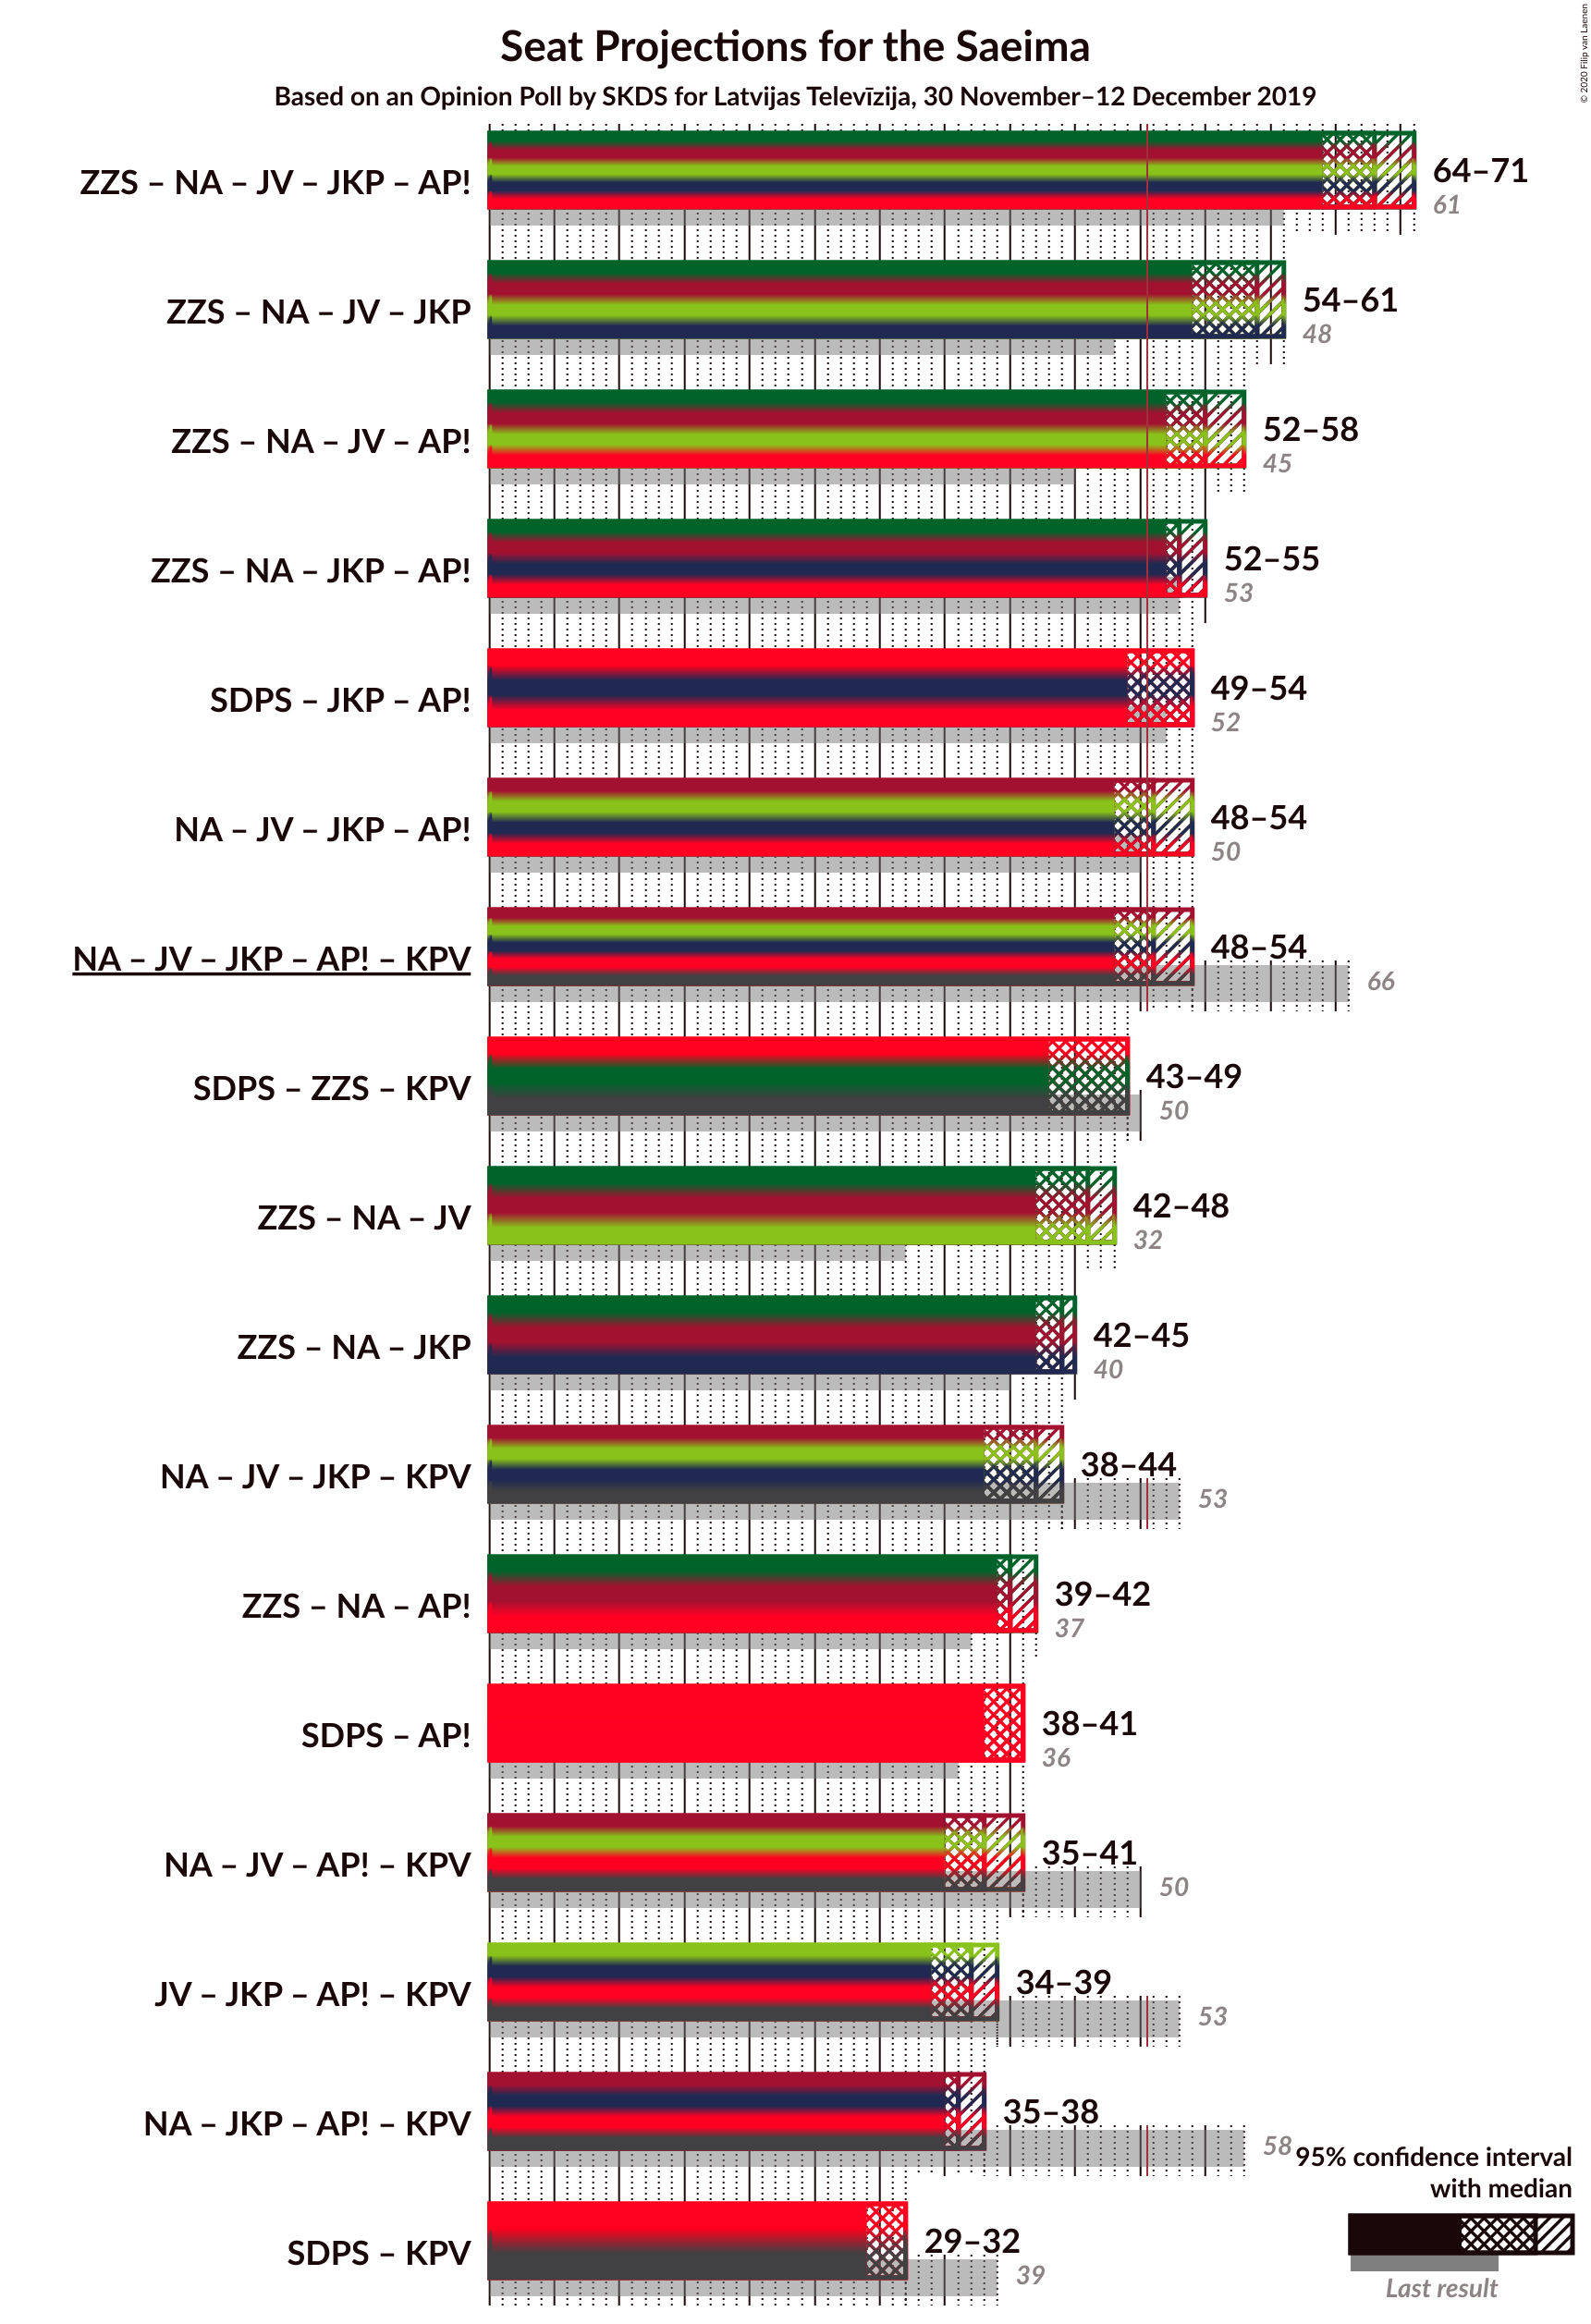 Seat Projections for the Saeima
Based on an Opinion Poll by SKDS for Latvijas Televīzija, 30 November–12 December 2019
© 2020 Filip van Laenen
ZZS – NA – JV – JKP – AP!
64–71
61
ZZS – NA – JV – JKP
54–61
48
ZZS – NA – JV – AP!
52–58
45
ZZS – NA – JKP – AP!
52–55
53
SDPS – JKP – AP!
49–54
52
NA – JV – JKP – AP!
48–54
50
NA – JV – JKP – AP! – KPV
48–54
66
SDPS – ZZS – KPV
43–49
50
ZZS – NA – JV
42–48
32
ZZS – NA – JKP
42–45
40
NA – JV – JKP – KPV
38–44
53
ZZS – NA – AP!
39–42
37
SDPS – AP!
38–41
36
NA – JV – AP! – KPV
35–41
50
JV – JKP – AP! – KPV
34–39
53
NA – JKP – AP! – KPV
35–38
58
SDPS – KPV
29–32
39
95% confidence interval
with median
Last result